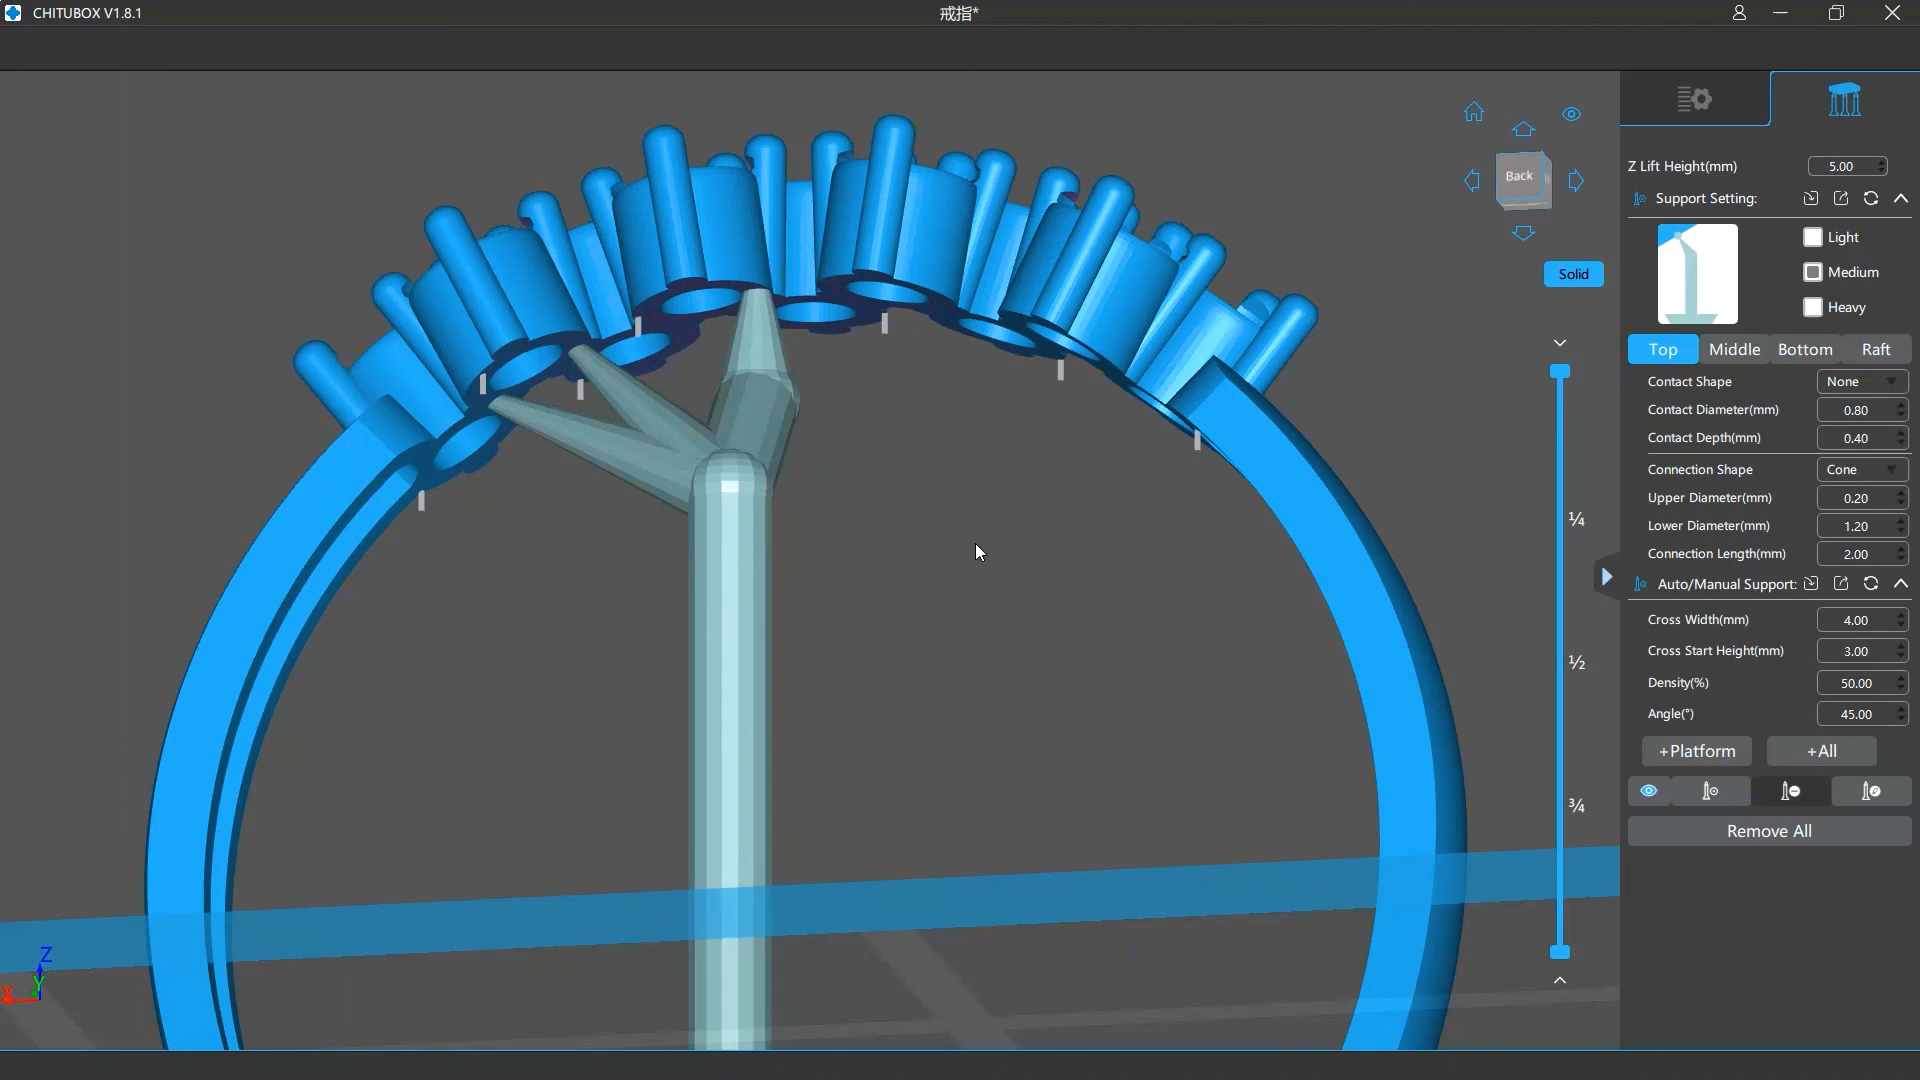 CHITUBOX V1.8.1
戒指*
Z Lift Height(mm) 5.00
Support Setting:
Light
Medium
Heavy
Back
Solid
Top Middle Bottom Raft
Contact Shape None
Contact Diameter(mm) 0.80
Contact Depth(mm) 0.40
Connection Shape Cone
Upper Diameter(mm) 0.20
Lower Diameter(mm) 1.20
Connection Length(mm) 2.00
Auto/Manual Support:
Cross Width(mm) 4.00
Cross Start Height(mm) 3.00
Density(%) 50.00
Angle(°) 45.00
+Platform +All
Remove All
¼
½
¾
Z
Y
X